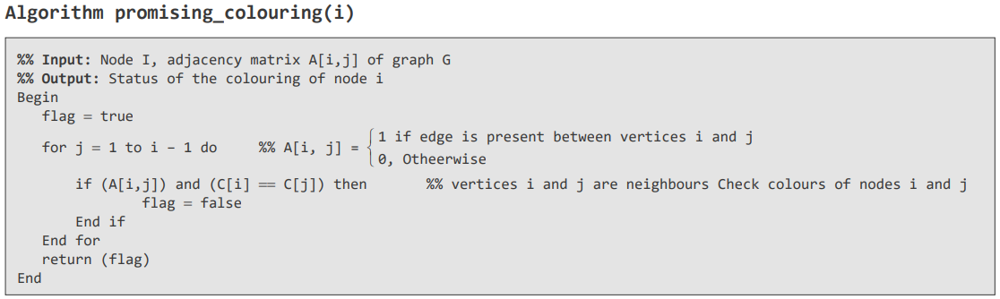 Algorithm promising_colouring(i)
%% Input: Node I, adjacency matrix A[i,j] of graph G
%% Output: Status of the colouring of node i
Begin
flag = true
for j = 1 to i – 1 do %% A[i, j] = { 1 if edge is present between vertices i and j
0, Otheerwise
if (A[i,j]) and (C[i] == C[j]) then %% vertices i and j are neighbours Check colours of nodes i and j
flag = false
End if
End for
return (flag)
End